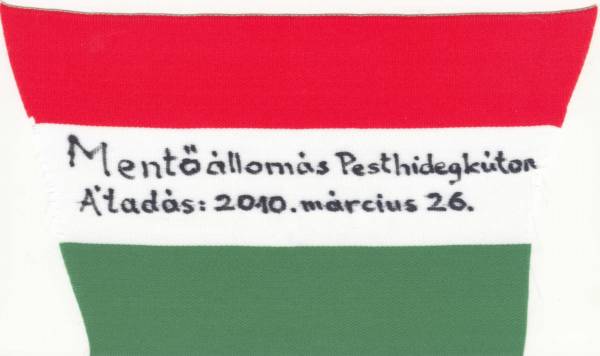 Mentőállomás Pesthidegkúton
Átadás: 2010. március 26.